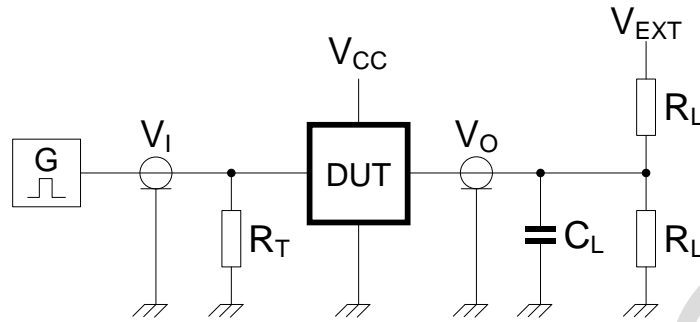 V_EXT
V_CC
R_L
V_I
V_O
G
DUT
R_T
C_L
R_L